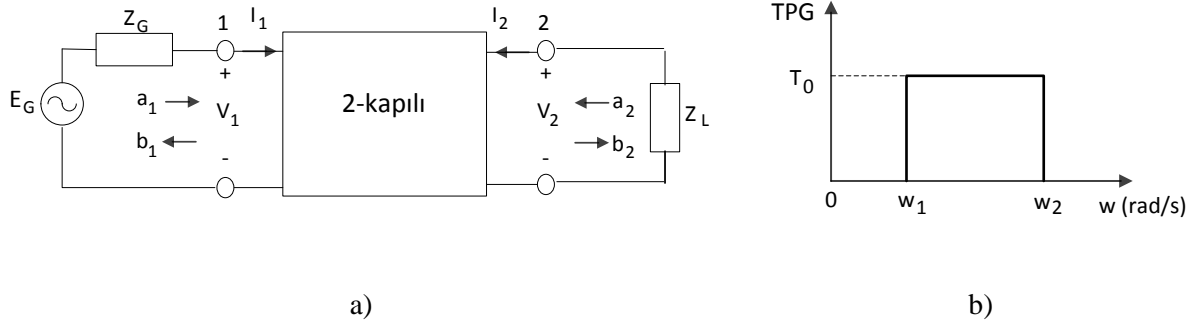 Z_G 1 I_1 I_2 2
+ +
E_G a_1 V_1 2-kapılı V_2 a_2 Z_L
b_1 b_2
- -
a)
TPG
T_0
0 w_1 w_2 w (rad/s)
b)